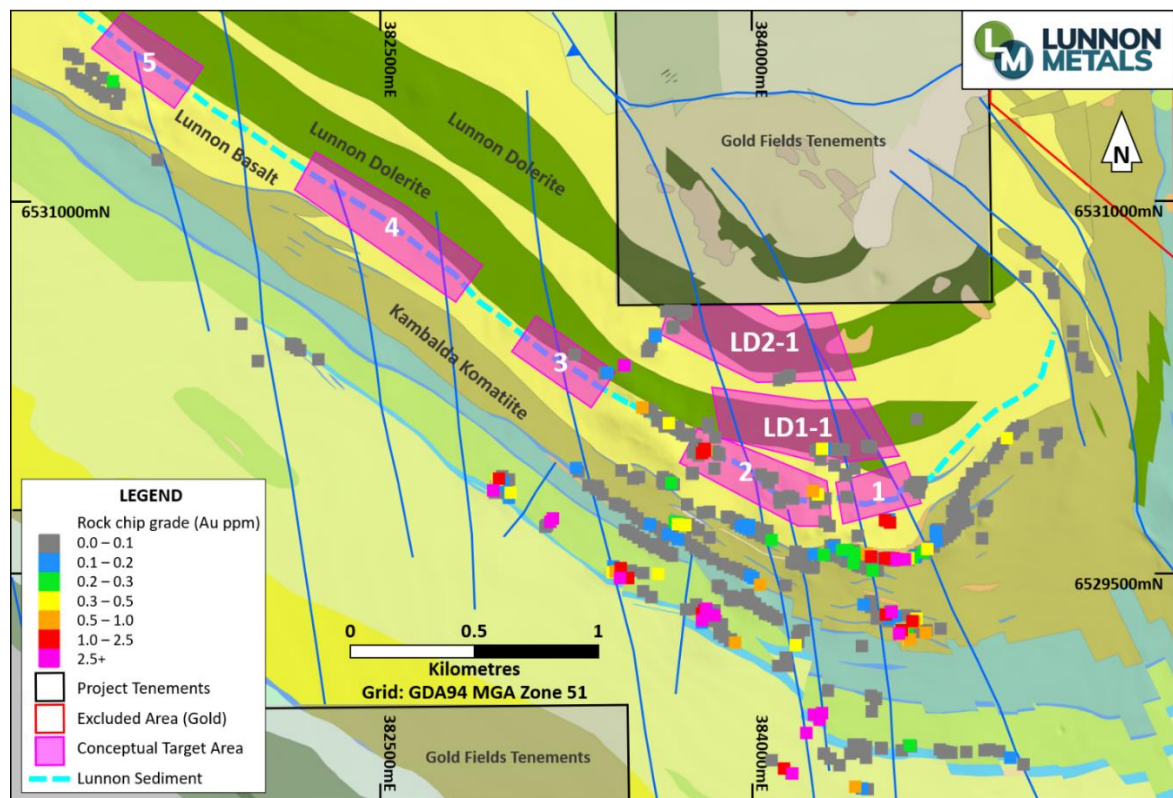 382500mE
384000mE
LM
LUNNON
METALS
N
5
Lunnon Dolerite
Gold Fields Tenements
Lunnon Basalt
Lunnon Dolerite
6531000mN
6531000mN
4
Kambalda Komatiite
3
LD2-1
LD1-1
2
1
LEGEND
Rock chip grade (Au ppm)
0.0 – 0.1
0.1 – 0.2
0.2 – 0.3
0.3 – 0.5
0.5 – 1.0
1.0 – 2.5
2.5+
Project Tenements
Excluded Area (Gold)
Conceptual Target Area
Lunnon Sediment
6529500mN
0 0.5 1
Kilometres
Grid: GDA94 MGA Zone 51
382500mE
384000mE
Gold Fields Tenements